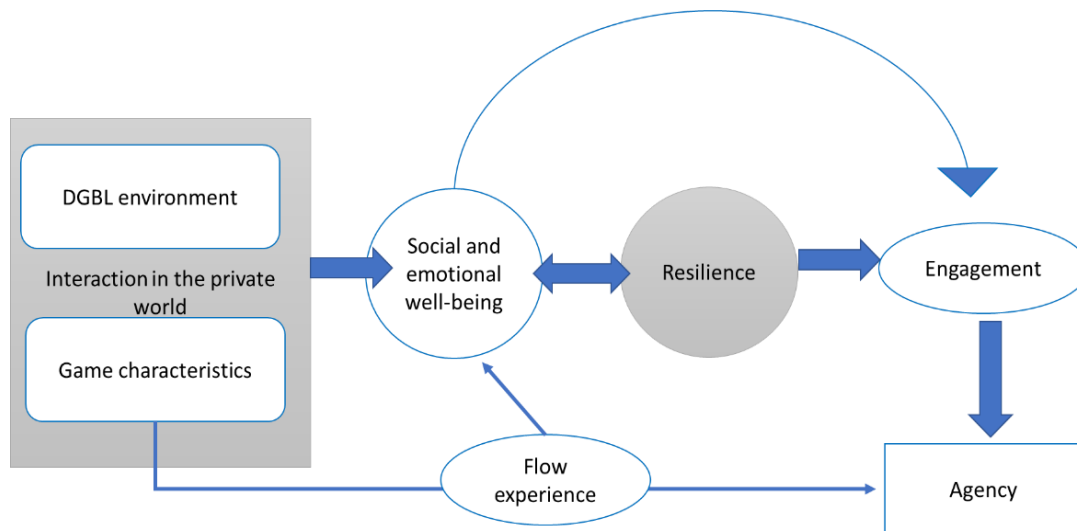 DGBL environment
Interaction in the private
world
Game characteristics
Social and
emotional
well-being
Resilience
Engagement
Flow
experience
Agency